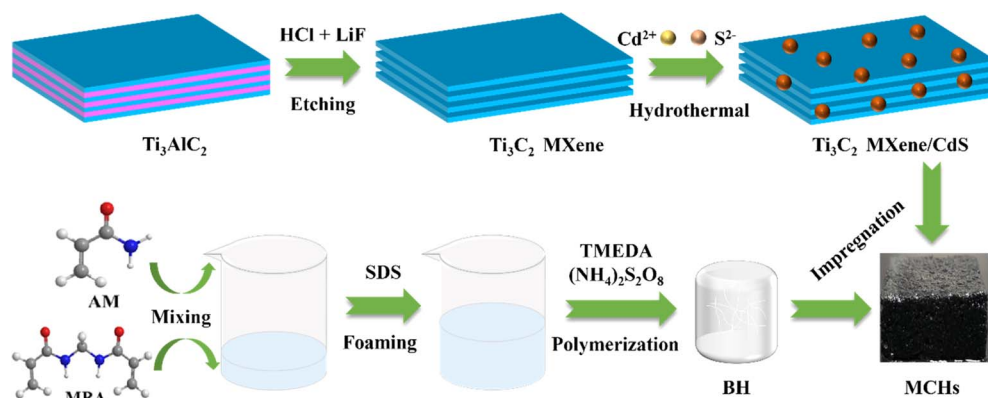 HCl + LiF
Etching
Cd²⁺ S²⁻
Hydrothermal
Ti₃AlC₂
Ti₃C₂ MXene
Ti₃C₂ MXene/CdS
AM
Mixing
MBA
SDS
Foaming
TMEDA
(NH₄)₂S₂O₈
Polymerization
BH
Impregnation
MCHs